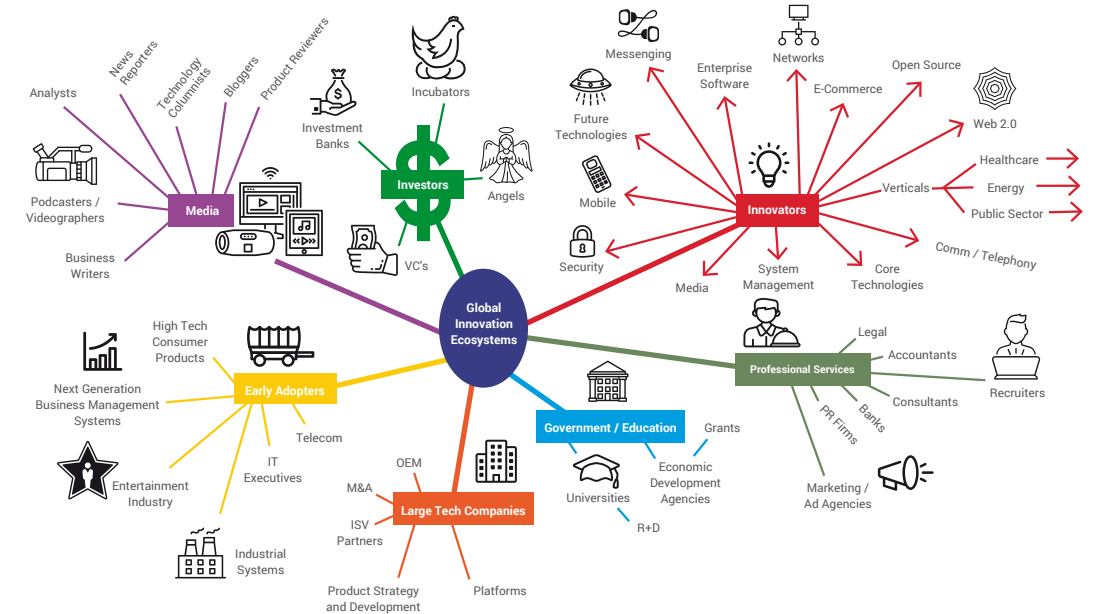 Global
Innovation
Ecosystems
Media
Analysts
News
Reporters
Technology
Columnists
Bloggers
Product Reviewers
Podcasters /
Videographers
Business
Writers
Investors
Investment
Banks
Incubators
Angels
VC's
$
Innovators
Messenging
Enterprise
Software
Networks
E-Commerce
Open Source
Web 2.0
Future
Technologies
Mobile
Security
Media
System
Management
Core
Technologies
Comm / Telephony
Verticals
Healthcare
Energy
Public Sector
Professional Services
Legal
Accountants
Recruiters
Consultants
Banks
PR Firms
Marketing /
Ad Agencies
Government / Education
Universities
R+D
Economic
Development
Agencies
Grants
Large Tech Companies
OEM
M&A
ISV
Partners
Product Strategy
and Development
Platforms
Early Adopters
High Tech
Consumer
Products
Next Generation
Business Management
Systems
Entertainment
Industry
Industrial
Systems
IT
Executives
Telecom